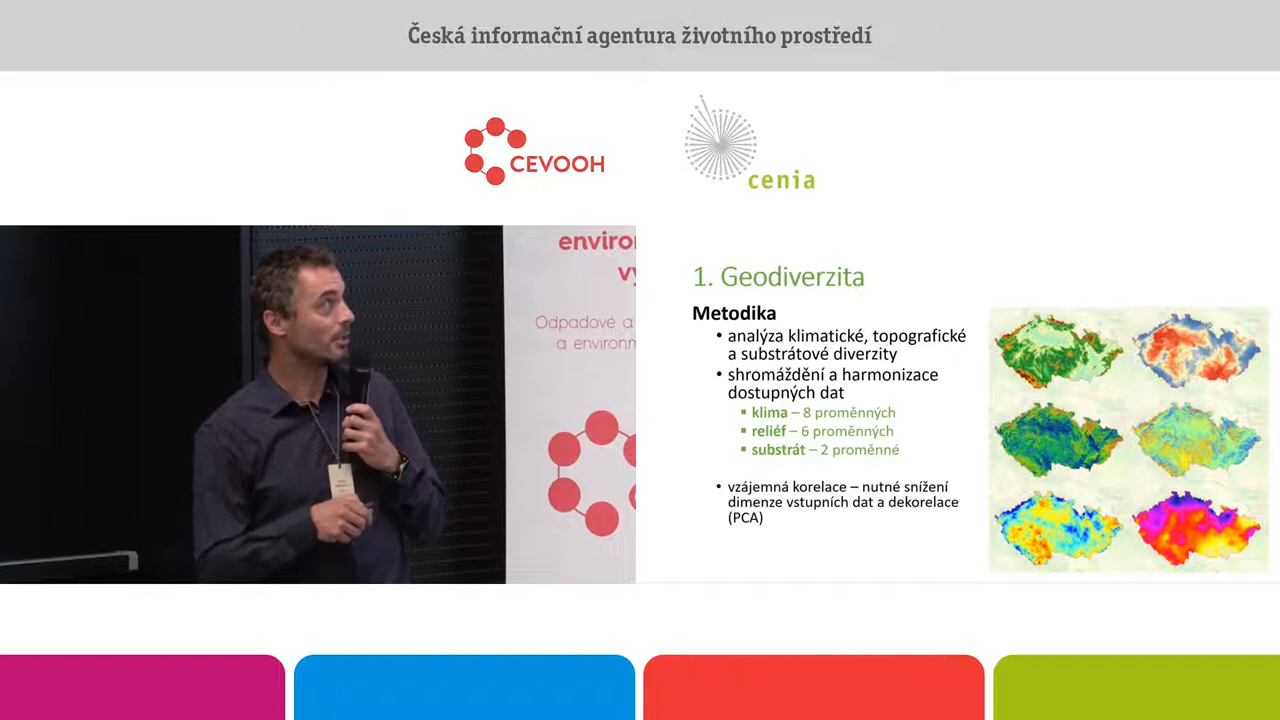 Česká informační agentura životního prostředí
CEVOOH
cenia
Odpadové a
a
1. Geodiverzita
Metodika
• analýza klimatické, topografické
a substrátové diverzity
• shromáždění a harmonizace
dostupných dat
▪ klima – 8 proměnných
▪ reliéf – 6 proměnných
▪ substrát – 2 proměnné
• vzájemná korelace – nutné snížení
dimenze vstupních dat a dekorelace
(PCA)